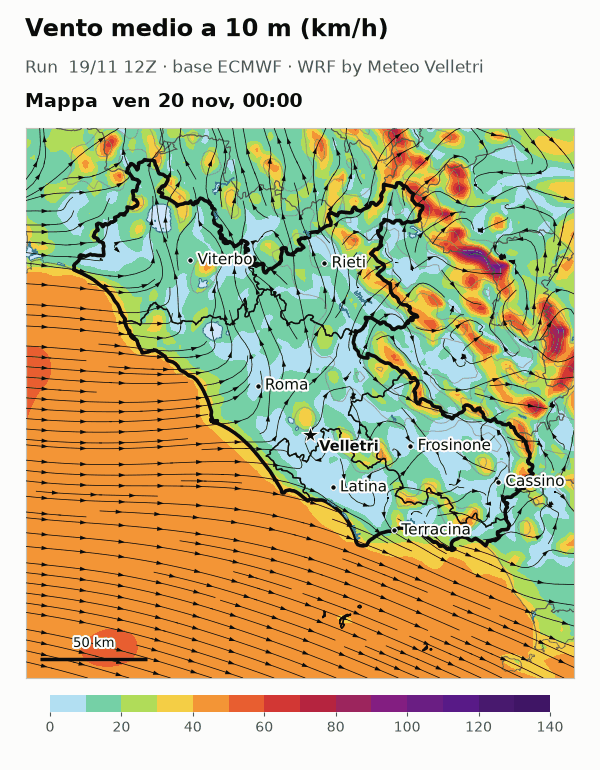 Vento medio a 10 m (km/h)
Run  19/11 12Z · base ECMWF · WRF by Meteo Velletri
Mappa  ven 20 nov, 00:00
Viterbo
Rieti
Roma
Velletri
Frosinone
Cassino
Latina
Terracina
50 km
0 20 40 60 80 100 120 140